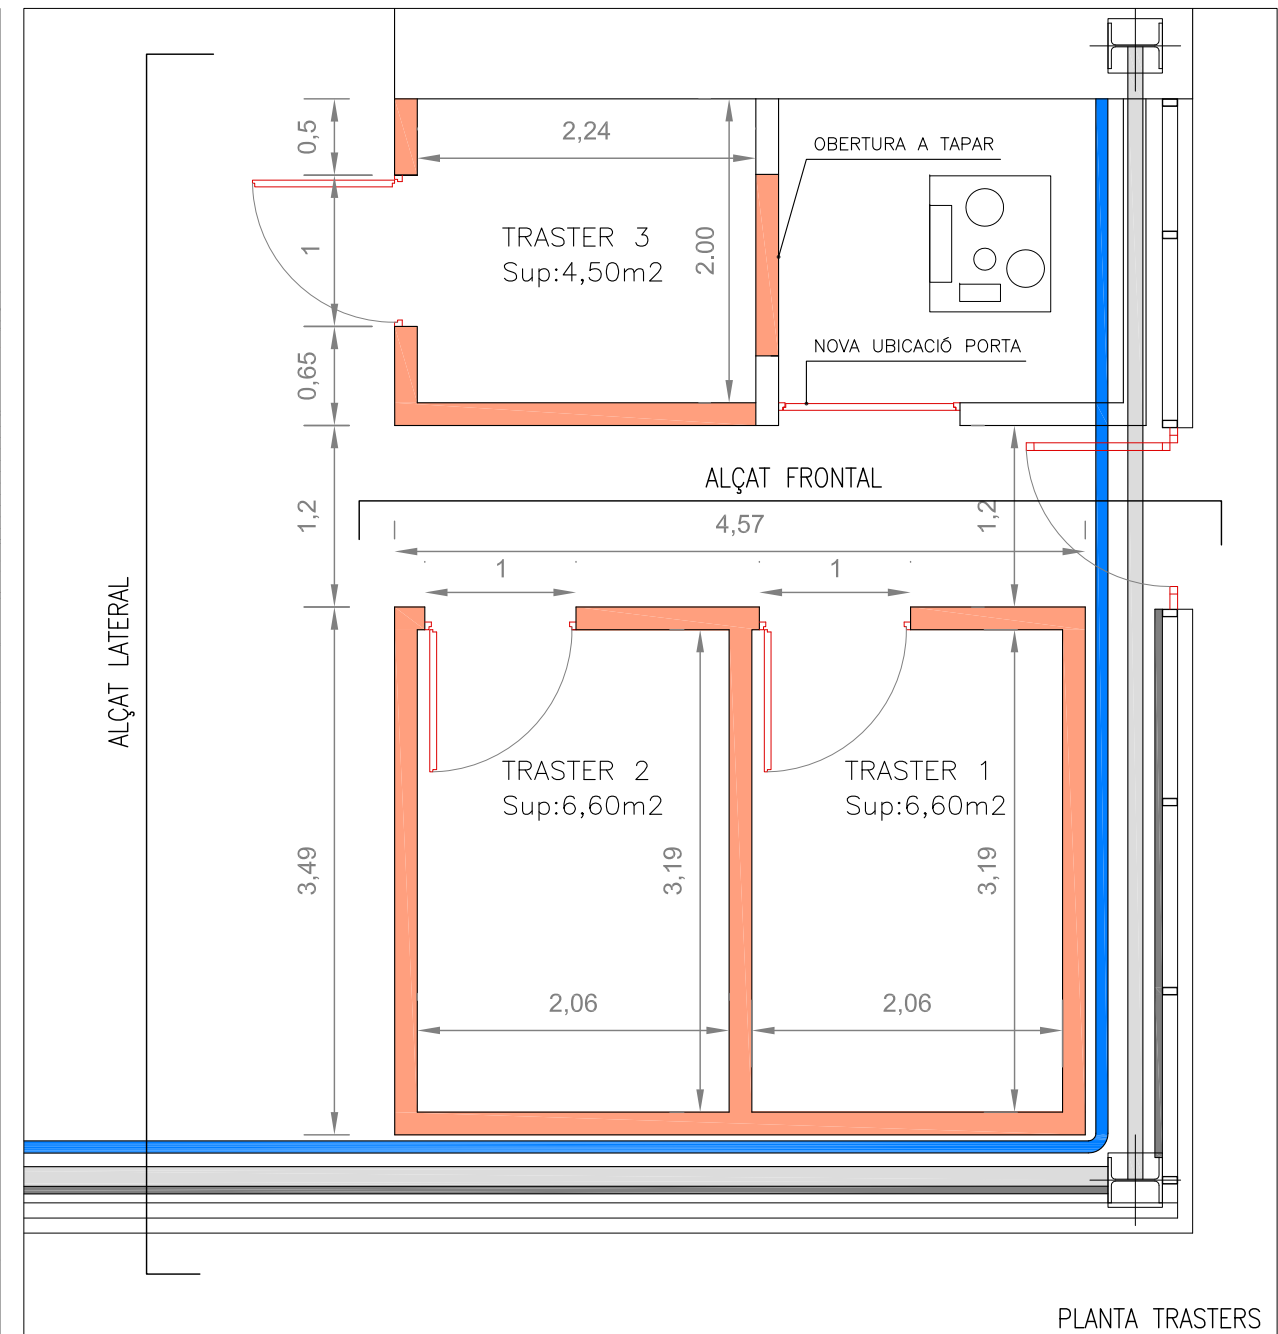 0,5
2,24
OBERTURA A TAPAR
1
TRASTER 3
Sup:4,50m2
2.00
0,65
NOVA UBICACIÓ PORTA
ALÇAT FRONTAL
1,2
4,57
1,2
1
1
ALÇAT LATERAL
TRASTER 2
Sup:6,60m2
TRASTER 1
Sup:6,60m2
3,49
3,19
3,19
2,06
2,06
PLANTA TRASTERS